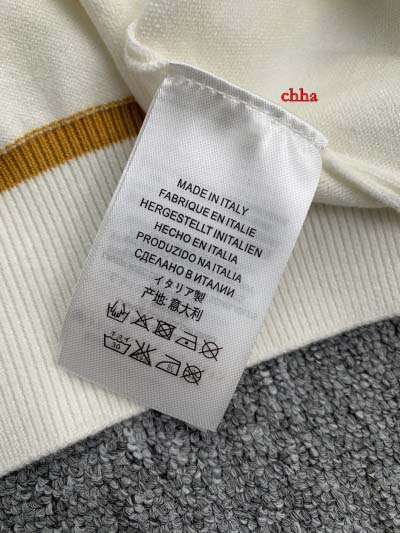 chha
MADE IN ITALY
FABRIQUE EN ITALIE
HERGESTELLT INITALIEN
HECHO EN ITALIA
PRODUZIDO NA ITALIA
СДЕЛАНО В ИТАЛИИ
イタリア製
产地:意大利
30